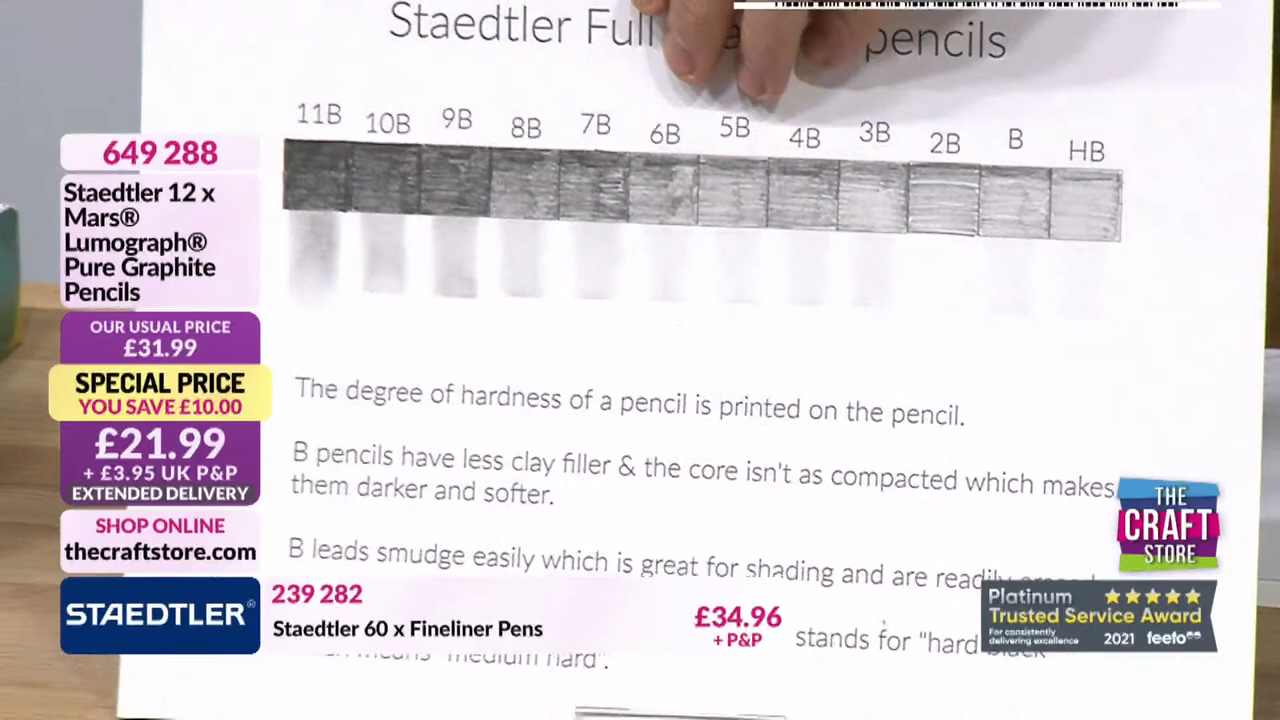 Staedtler Full pencils
11B 10B 9B 8B 7B 6B 5B 4B 3B 2B B HB
The degree of hardness of a pencil is printed on the pencil.
B pencils have less clay filler & the core isn't as compacted which makes
them darker and softer.
B leads smudge easily which is great for shading and are readily
stands for "hard black"
means "medium hard".
649 288
Staedtler 12 x
Mars®
Lumograph®
Pure Graphite
Pencils
OUR USUAL PRICE
£31.99
SPECIAL PRICE
YOU SAVE £10.00
£21.99
+ £3.95 UK P&P
EXTENDED DELIVERY
SHOP ONLINE
thecraftstore.com
STAEDTLER®
239 282
Staedtler 60 x Fineliner Pens
£34.96
+ P&P
THE
CRAFT
STORE
Platinum
Trusted Service Award
For consistently
delivering excellence
2021 feefo